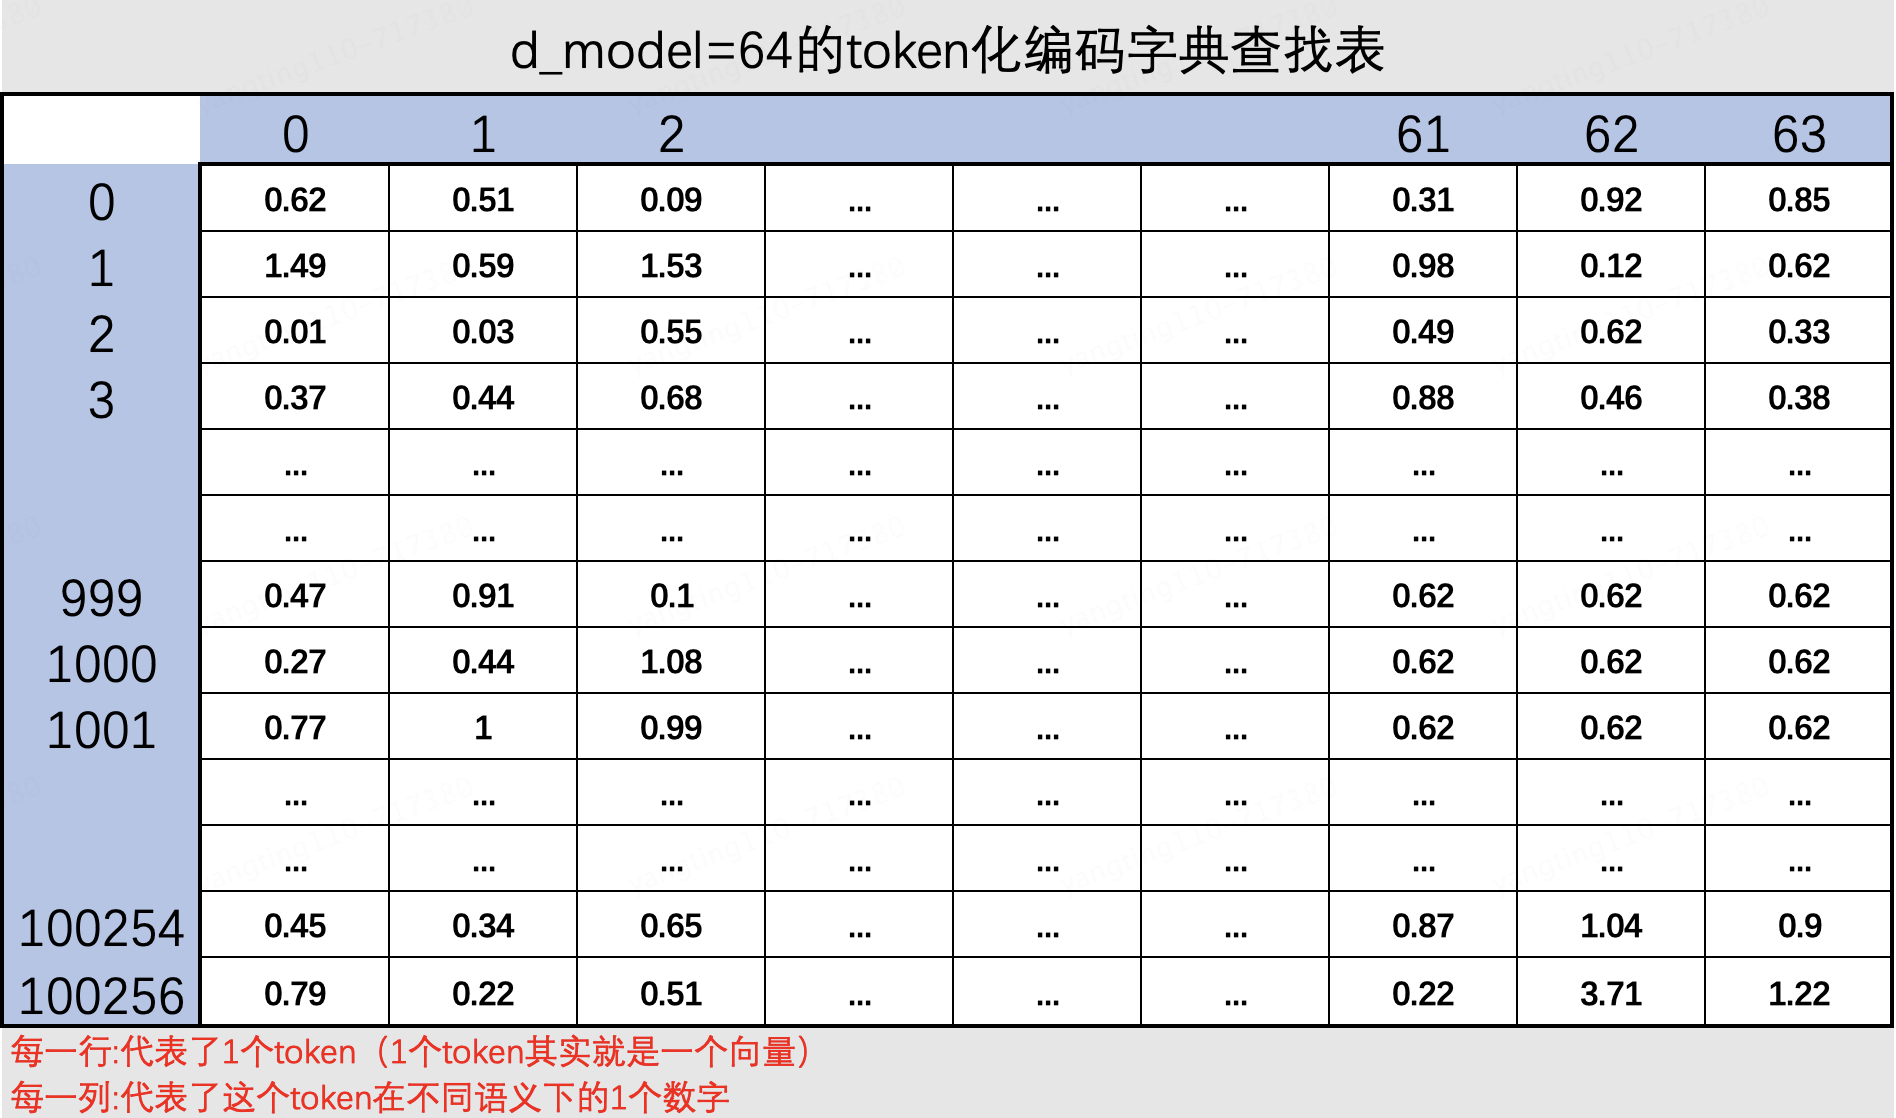 d_model=64的token化编码字典查找表
0 1 2 61 62 63
0 0.62 0.51 0.09 ... ... ... 0.31 0.92 0.85
1 1.49 0.59 1.53 ... ... ... 0.98 0.12 0.62
2 0.01 0.03 0.55 ... ... ... 0.49 0.62 0.33
3 0.37 0.44 0.68 ... ... ... 0.88 0.46 0.38
... ... ... ... ... ... ... ... ...
... ... ... ... ... ... ... ... ...
999 0.47 0.91 0.1 ... ... ... 0.62 0.62 0.62
1000 0.27 0.44 1.08 ... ... ... 0.62 0.62 0.62
1001 0.77 1 0.99 ... ... ... 0.62 0.62 0.62
... ... ... ... ... ... ... ... ...
... ... ... ... ... ... ... ... ...
100254 0.45 0.34 0.65 ... ... ... 0.87 1.04 0.9
100256 0.79 0.22 0.51 ... ... ... 0.22 3.71 1.22
每一行:代表了1个token（1个token其实就是一个向量）
每一列:代表了这个token在不同语义下的1个数字